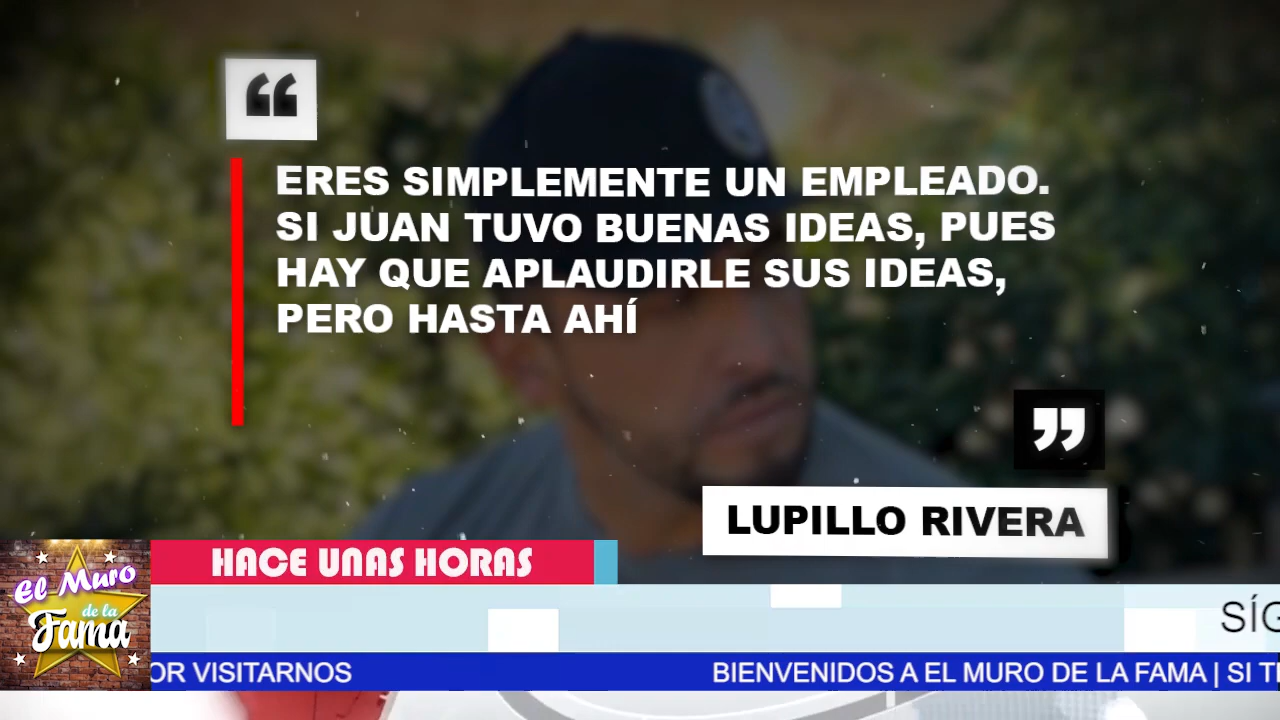 “
ERES SIMPLEMENTE UN EMPLEADO.
SI JUAN TUVO BUENAS IDEAS, PUES
HAY QUE APLAUDIRLE SUS IDEAS,
PERO HASTA AHÍ
”
LUPILLO RIVERA
HACE UNAS HORAS
El Muro
de la
Fama
SÍG
OR VISITARNOS BIENVENIDOS A EL MURO DE LA FAMA | SI TE